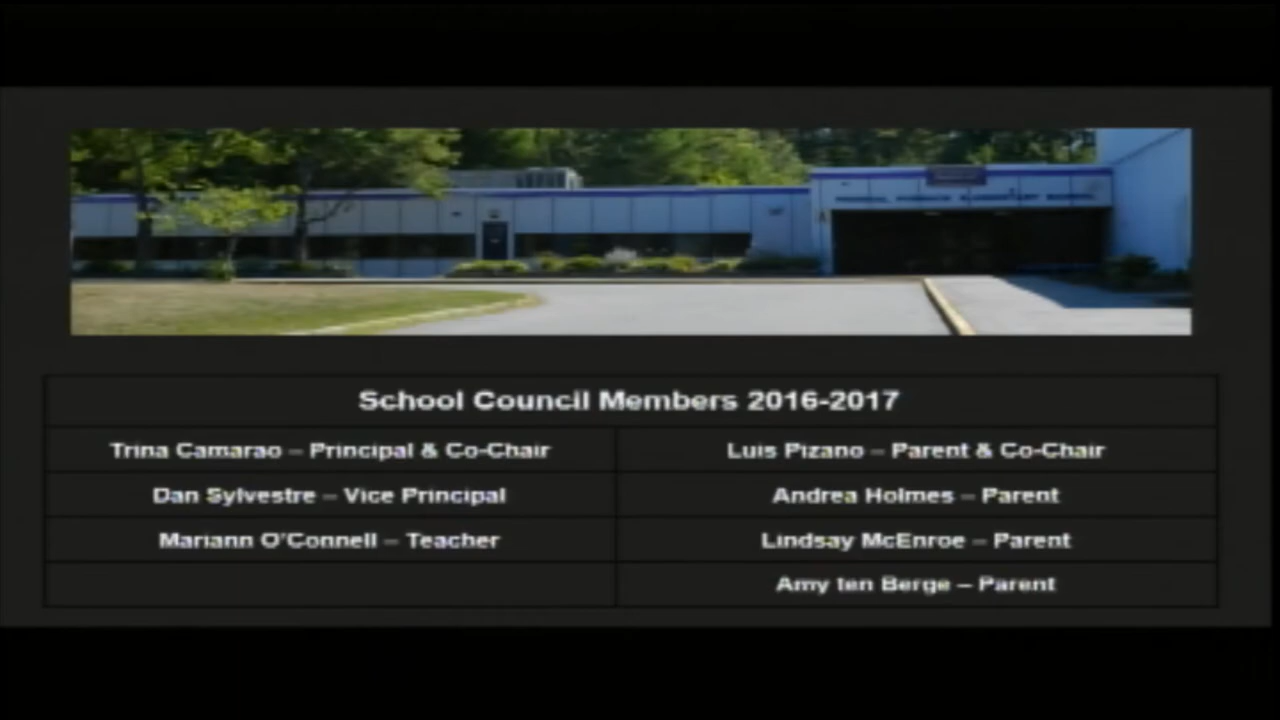 School Council Members 2016-2017
Trina Camarao – Principal & Co-Chair
Luis Pizano – Parent & Co-Chair
Dan Sylvestre – Vice Principal
Andrea Holmes – Parent
Mariann O'Connell – Teacher
Lindsay McEnroe – Parent
Amy ten Berge – Parent